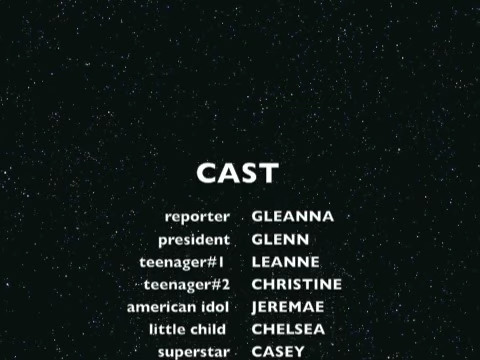 CAST
reporter GLEANNA
president GLENN
teenager#1 LEANNE
teenager#2 CHRISTINE
american idol JEREMAE
little child CHELSEA
superstar CASEY